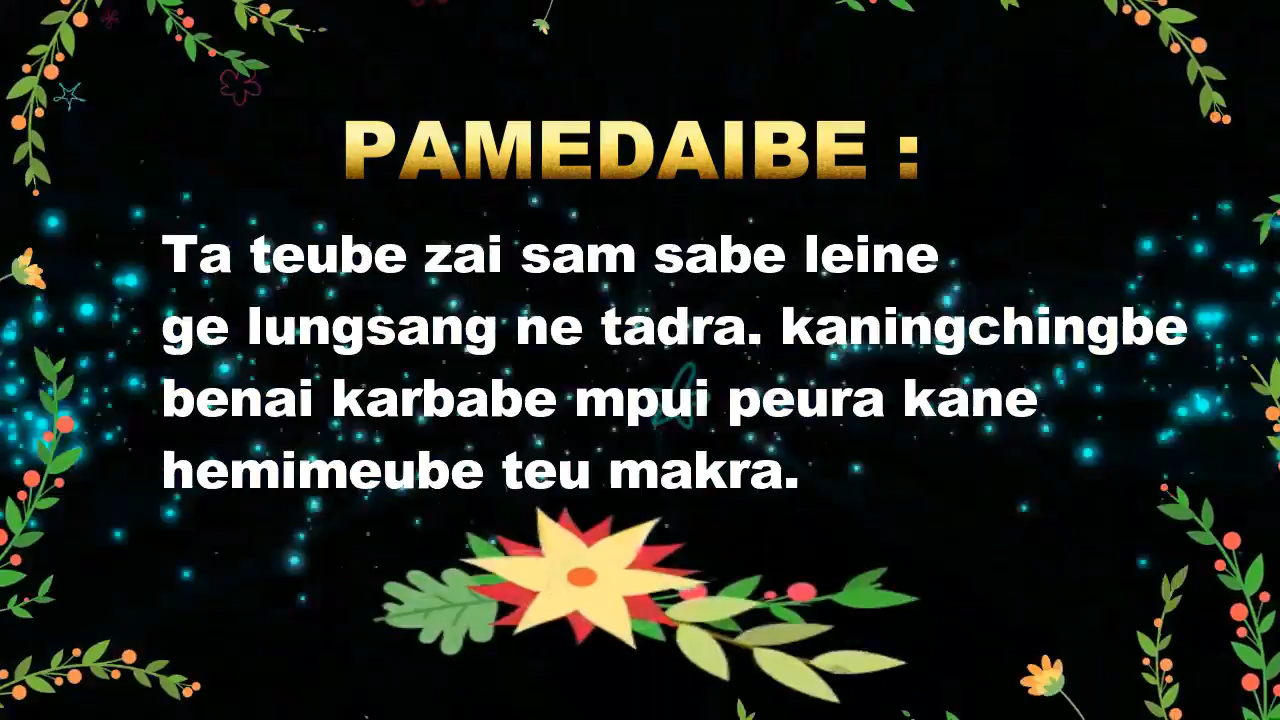 PAMEDAIBE :
Ta teube zai sam sabe leine
ge lungsang ne tadra. kaningchingbe
benai karbabe mpui peura kane
hemimeube teu makra.